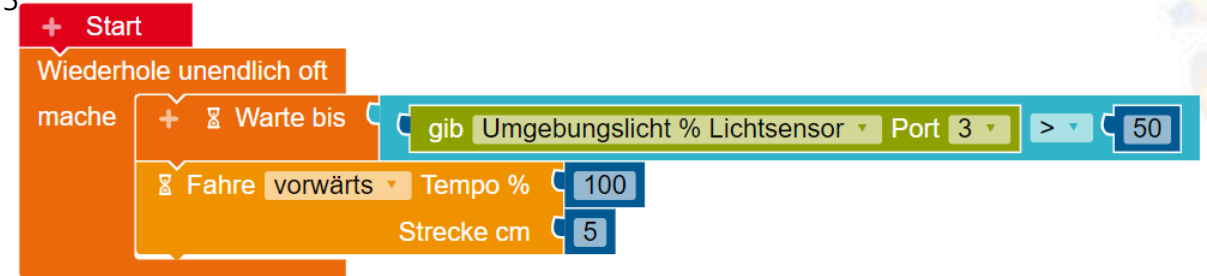 + Start
Wiederhole unendlich oft
mache + Warte bis gib Umgebungslicht % Lichtsensor Port 3 > 50
Fahre vorwärts Tempo % 100
Strecke cm 5